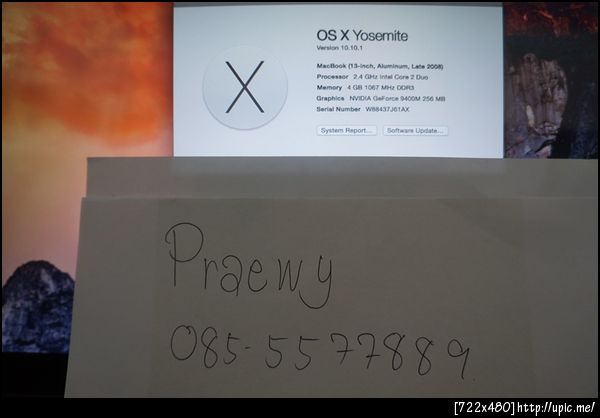 OS X Yosemite
Version 10.10.1
MacBook (13-inch, Aluminum, Late 2008)
Processor 2.4 GHz Intel Core 2 Duo
Memory 4 GB 1067 MHz DDR3
Graphics NVIDIA GeForce 9400M 256 MB
Serial Number W88437J61AX
System Report... Software Update...
Praewy
085-5577889
[722x480]http://upic.me/